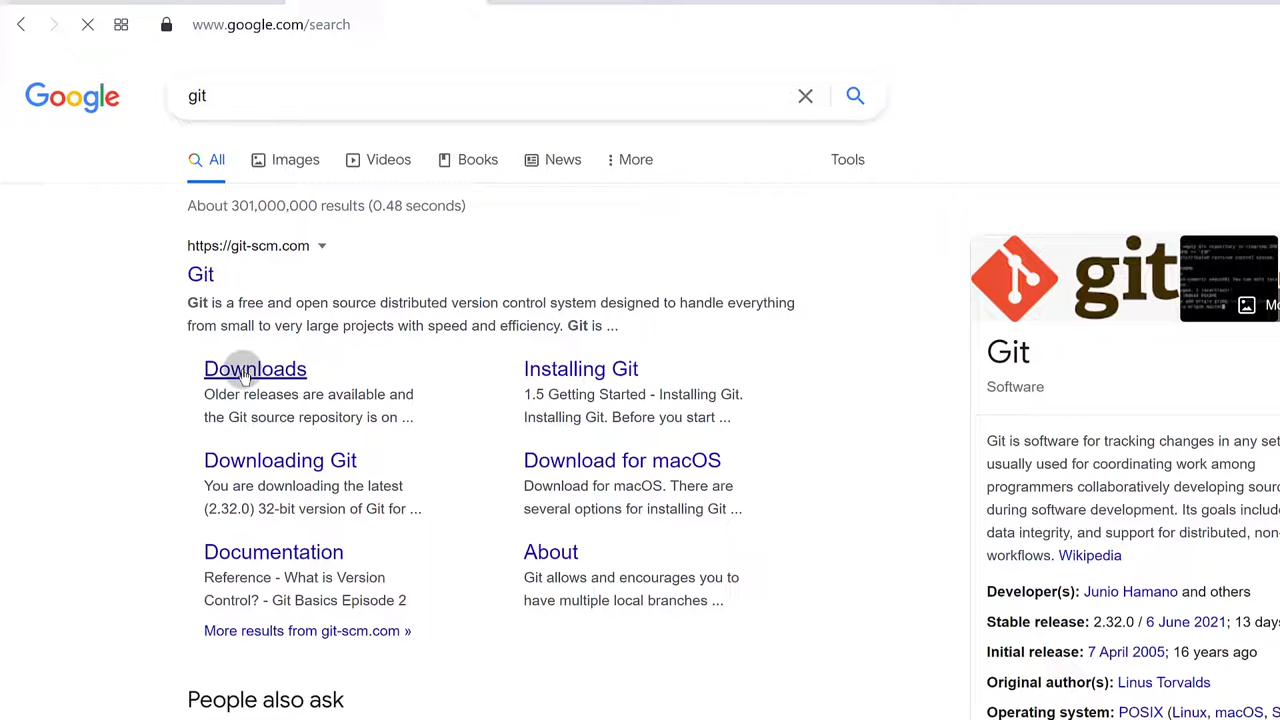 www.google.com/search
Google
git
All
Images
Videos
Books
News
More
Tools
About 301,000,000 results (0.48 seconds)
https://git-scm.com
Git
Git is a free and open source distributed version control system designed to handle everything
from small to very large projects with speed and efficiency. Git is ...
Downloads
Older releases are available and
the Git source repository is on ...
Installing Git
1.5 Getting Started - Installing Git.
Installing Git. Before you start ...
Downloading Git
You are downloading the latest
(2.32.0) 32-bit version of Git for ...
Download for macOS
Download for macOS. There are
several options for installing Git ...
Documentation
Reference - What is Version
Control? - Git Basics Episode 2
About
Git allows and encourages you to
have multiple local branches ...
More results from git-scm.com »
People also ask
git
Git
Software
Git is software for tracking changes in any set
usually used for coordinating work among
programmers collaboratively developing sour
during software development. Its goals includ
data integrity, and support for distributed, non-
workflows. Wikipedia
Developer(s): Junio Hamano and others
Stable release: 2.32.0 / 6 June 2021; 13 day
Initial release: 7 April 2005; 16 years ago
Original author(s): Linus Torvalds
Operating system: POSIX (Linux, macOS, S